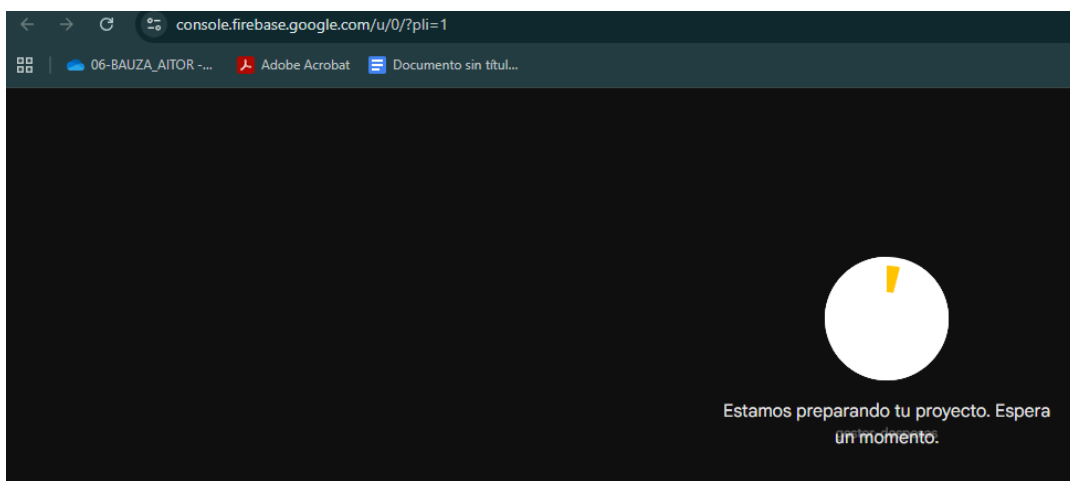 console.firebase.google.com/u/0/?pli=1
06-BAUZA_AITOR -... Adobe Acrobat Documento sin títul...
Estamos preparando tu proyecto. Espera
un momento.